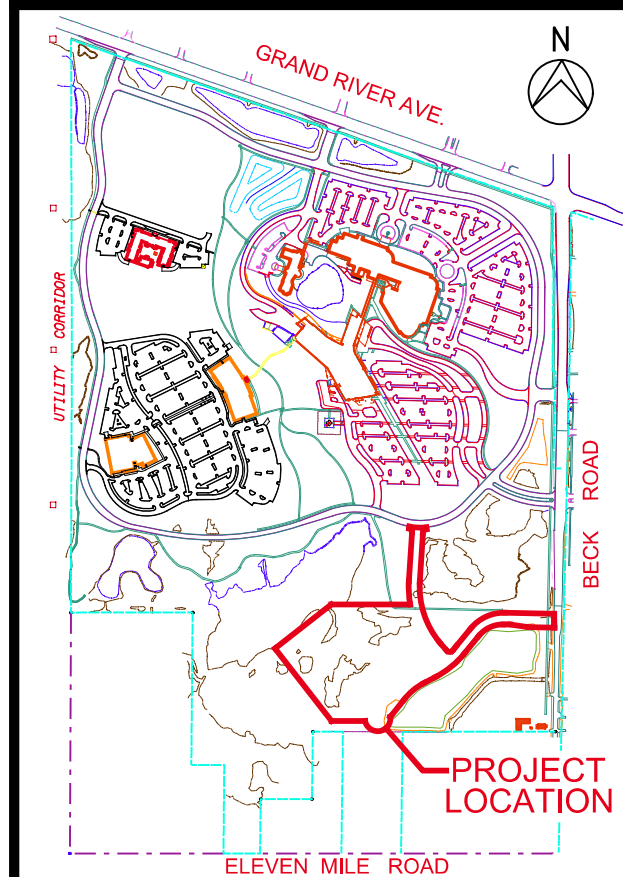 N
GRAND RIVER AVE.
UTILITY CORRIDOR
BECK ROAD
PROJECT
LOCATION
ELEVEN MILE ROAD